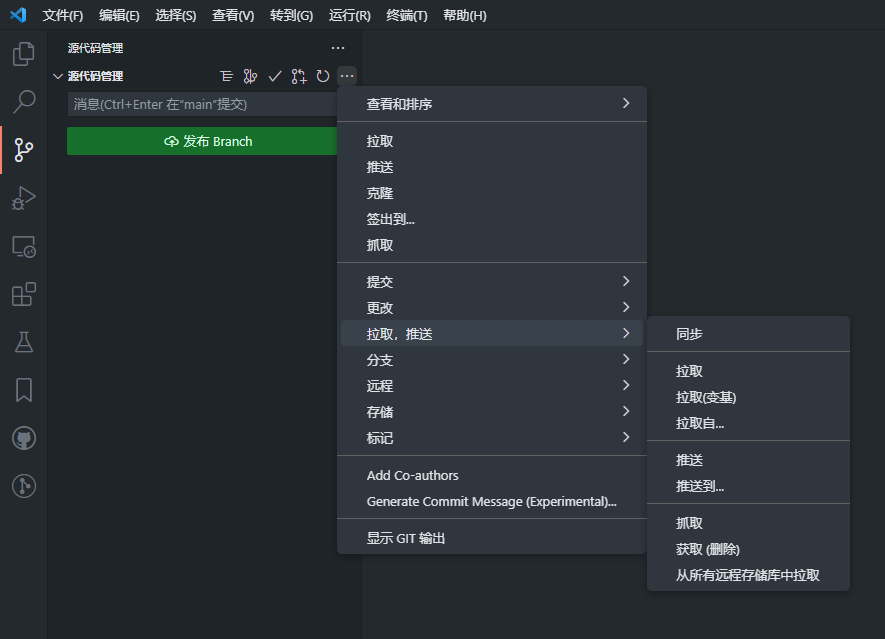 文件(F) 编辑(E) 选择(S) 查看(V) 转到(G) 运行(R) 终端(T) 帮助(H)
源代码管理
源代码管理
消息(Ctrl+Enter 在“main”提交)
发布 Branch
查看和排序
拉取
推送
克隆
签出到...
抓取
提交
更改
拉取，推送
分支
远程
存储
标记
Add Co-authors
Generate Commit Message (Experimental)...
显示 GIT 输出
同步
拉取
拉取(变基)
拉取自...
推送
推送到...
抓取
获取 (删除)
从所有远程存储库中拉取